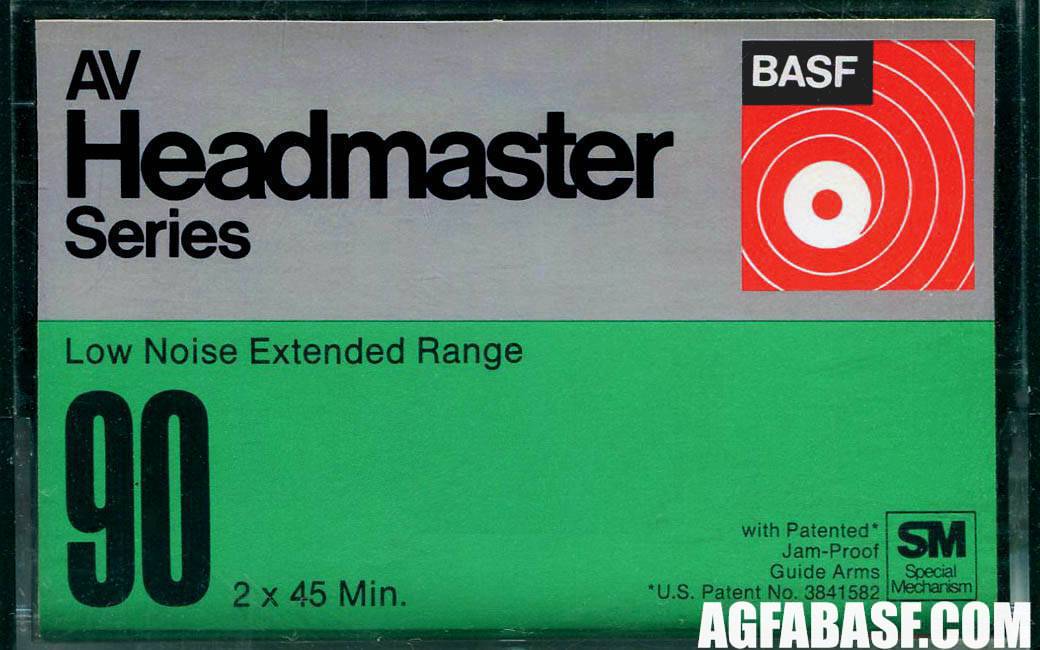 AV
Headmaster
Series
BASF
Low Noise Extended Range
90
2 x 45 Min.
with Patented*
Jam-Proof
Guide Arms
*U.S. Patent No. 3841582
SM
Special
Mechanism
AGFABASF.COM